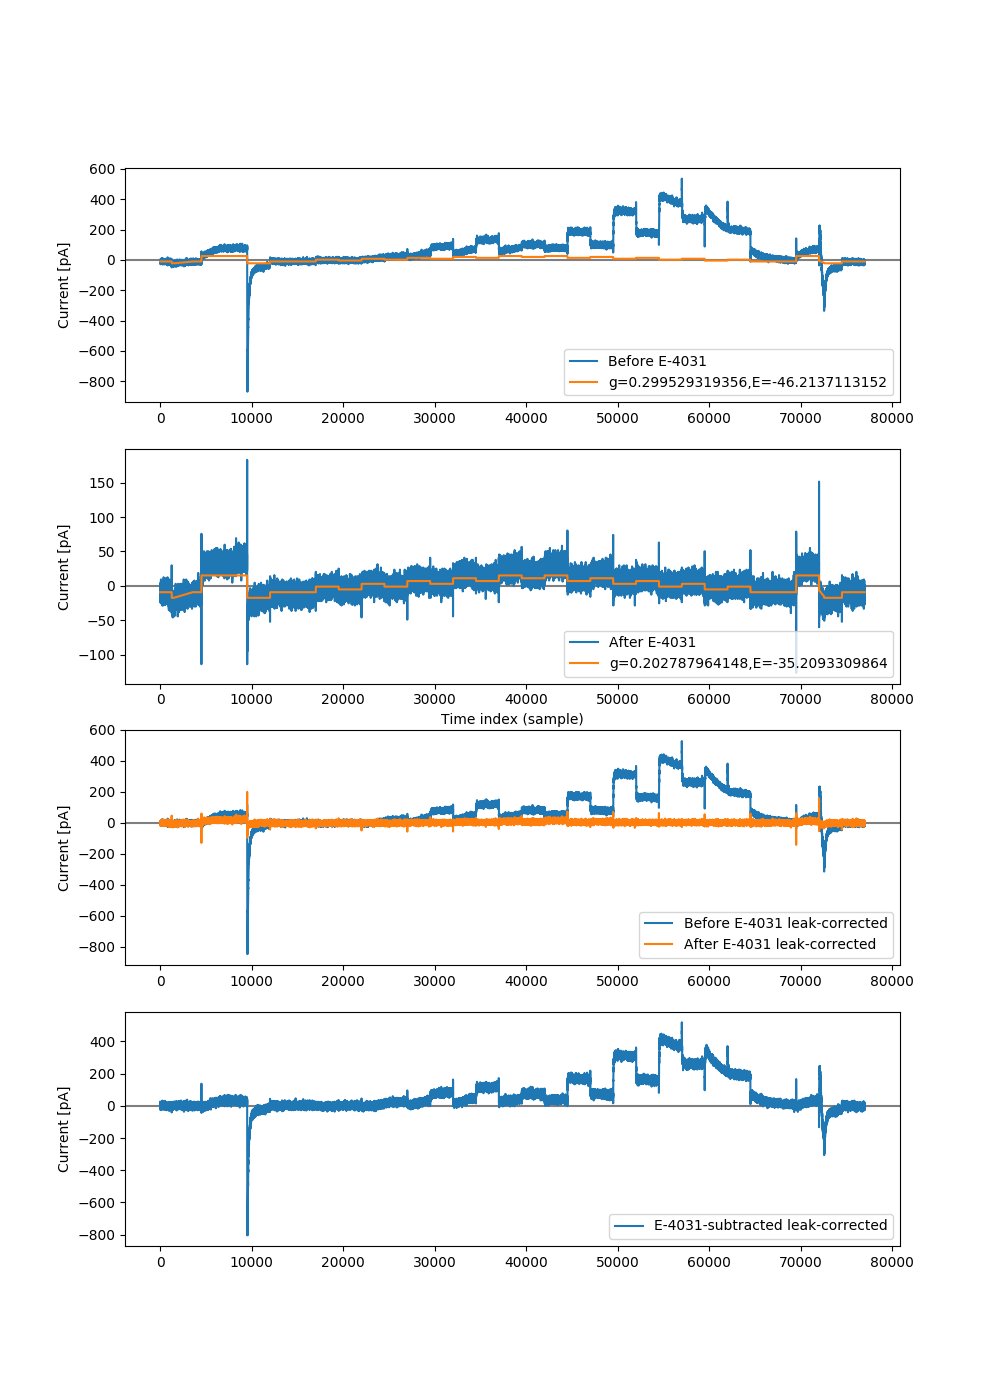 600
400
200
0
−200
−400
−600
−800
Current [pA]
Before E-4031
g=0.299529319356,E=-46.2137113152
0 10000 20000 30000 40000 50000 60000 70000 80000
150
100
50
0
−50
−100
Current [pA]
After E-4031
g=0.202787964148,E=-35.2093309864
0 10000 20000 30000 40000 50000 60000 70000 80000
Time index (sample)
600
400
200
0
−200
−400
−600
−800
Current [pA]
Before E-4031 leak-corrected
After E-4031 leak-corrected
0 10000 20000 30000 40000 50000 60000 70000 80000
400
200
0
−200
−400
−600
−800
Current [pA]
E-4031-subtracted leak-corrected
0 10000 20000 30000 40000 50000 60000 70000 80000